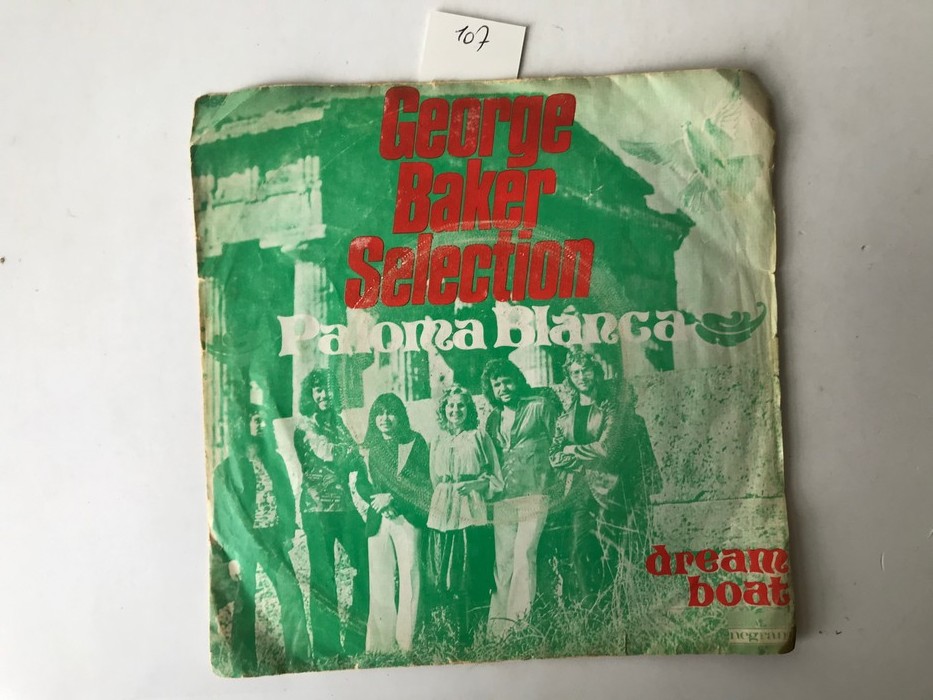 107
George
Baker
Selection
Paloma Blanca
dream
boat
negram